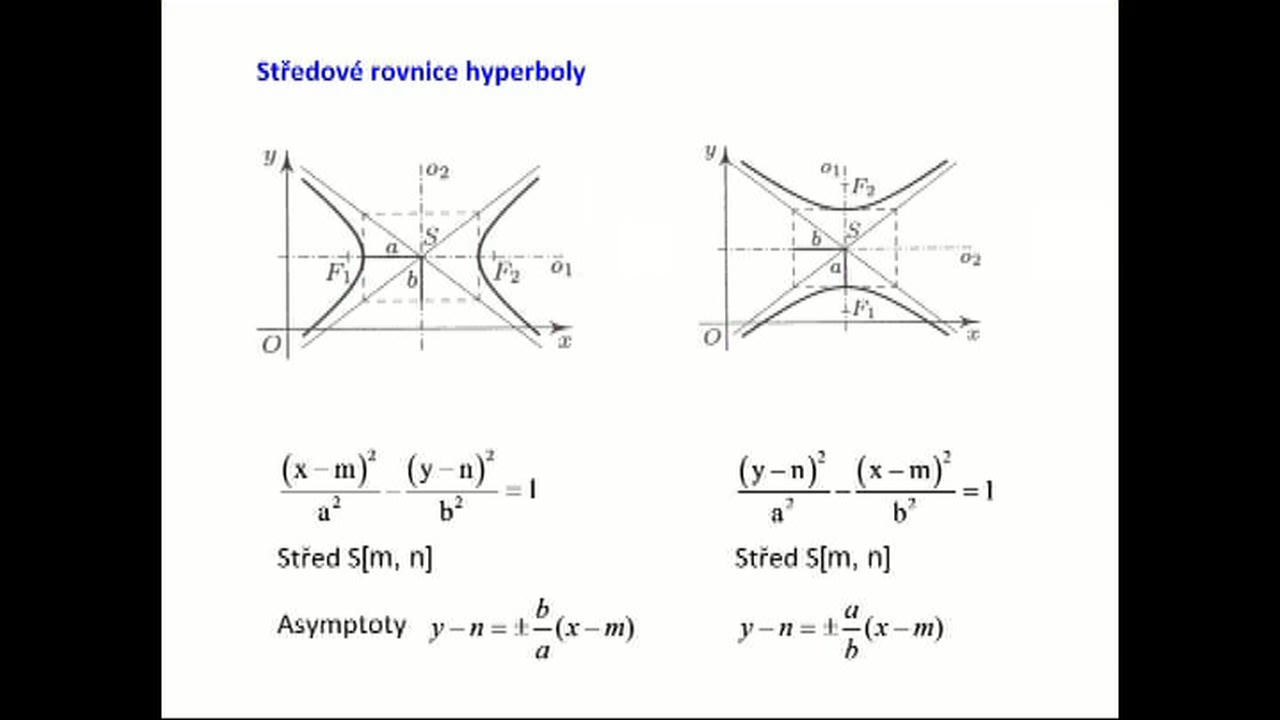 Středové rovnice hyperboly
y
o₂
S
a
F₁
b
F₂
o₁
O
x
y
o₁
F₂
S
b
a
o₂
F₁
O
x
(x − m)²/a² − (y − n)²/b² = 1
Střed S[m, n]
Asymptoty y − n = ± b/a (x − m)
(y − n)²/a² − (x − m)²/b² = 1
Střed S[m, n]
y − n = ± a/b (x − m)